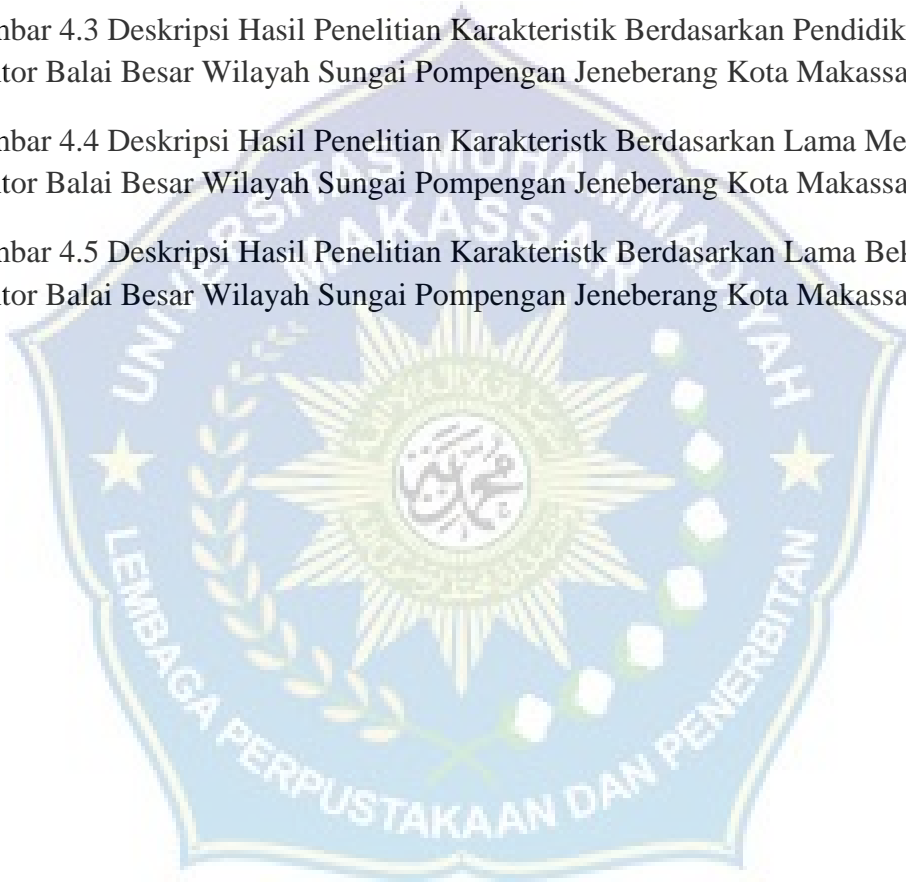 mbar 4.3 Deskripsi Hasil Penelitian Karakteristik Berdasarkan Pendidik
tor Balai Besar Wilayah Sungai Pompengan Jeneberang Kota Makassa
mbar 4.4 Deskripsi Hasil Penelitian Karakteristk Berdasarkan Lama Me
tor Balai Besar Wilayah Sungai Pompengan Jeneberang Kota Makassa
mbar 4.5 Deskripsi Hasil Penelitian Karakteristk Berdasarkan Lama Bek
tor Balai Besar Wilayah Sungai Pompengan Jeneberang Kota Makassa
UNIVERSITAS MUHAMMADIYAH
MAKASSAR
LEMBAGA PERPUSTAKAAN DAN PENERBITAN